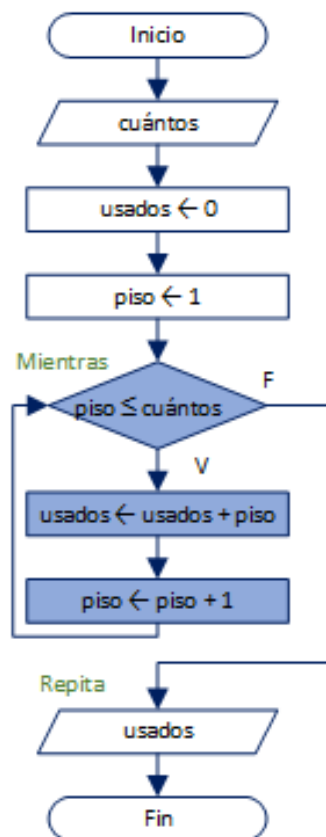 Inicio
cuántos
usados ← 0
piso ← 1
Mientras
F
piso ≤ cuántos
V
usados ← usados + piso
piso ← piso + 1
Repita
usados
Fin